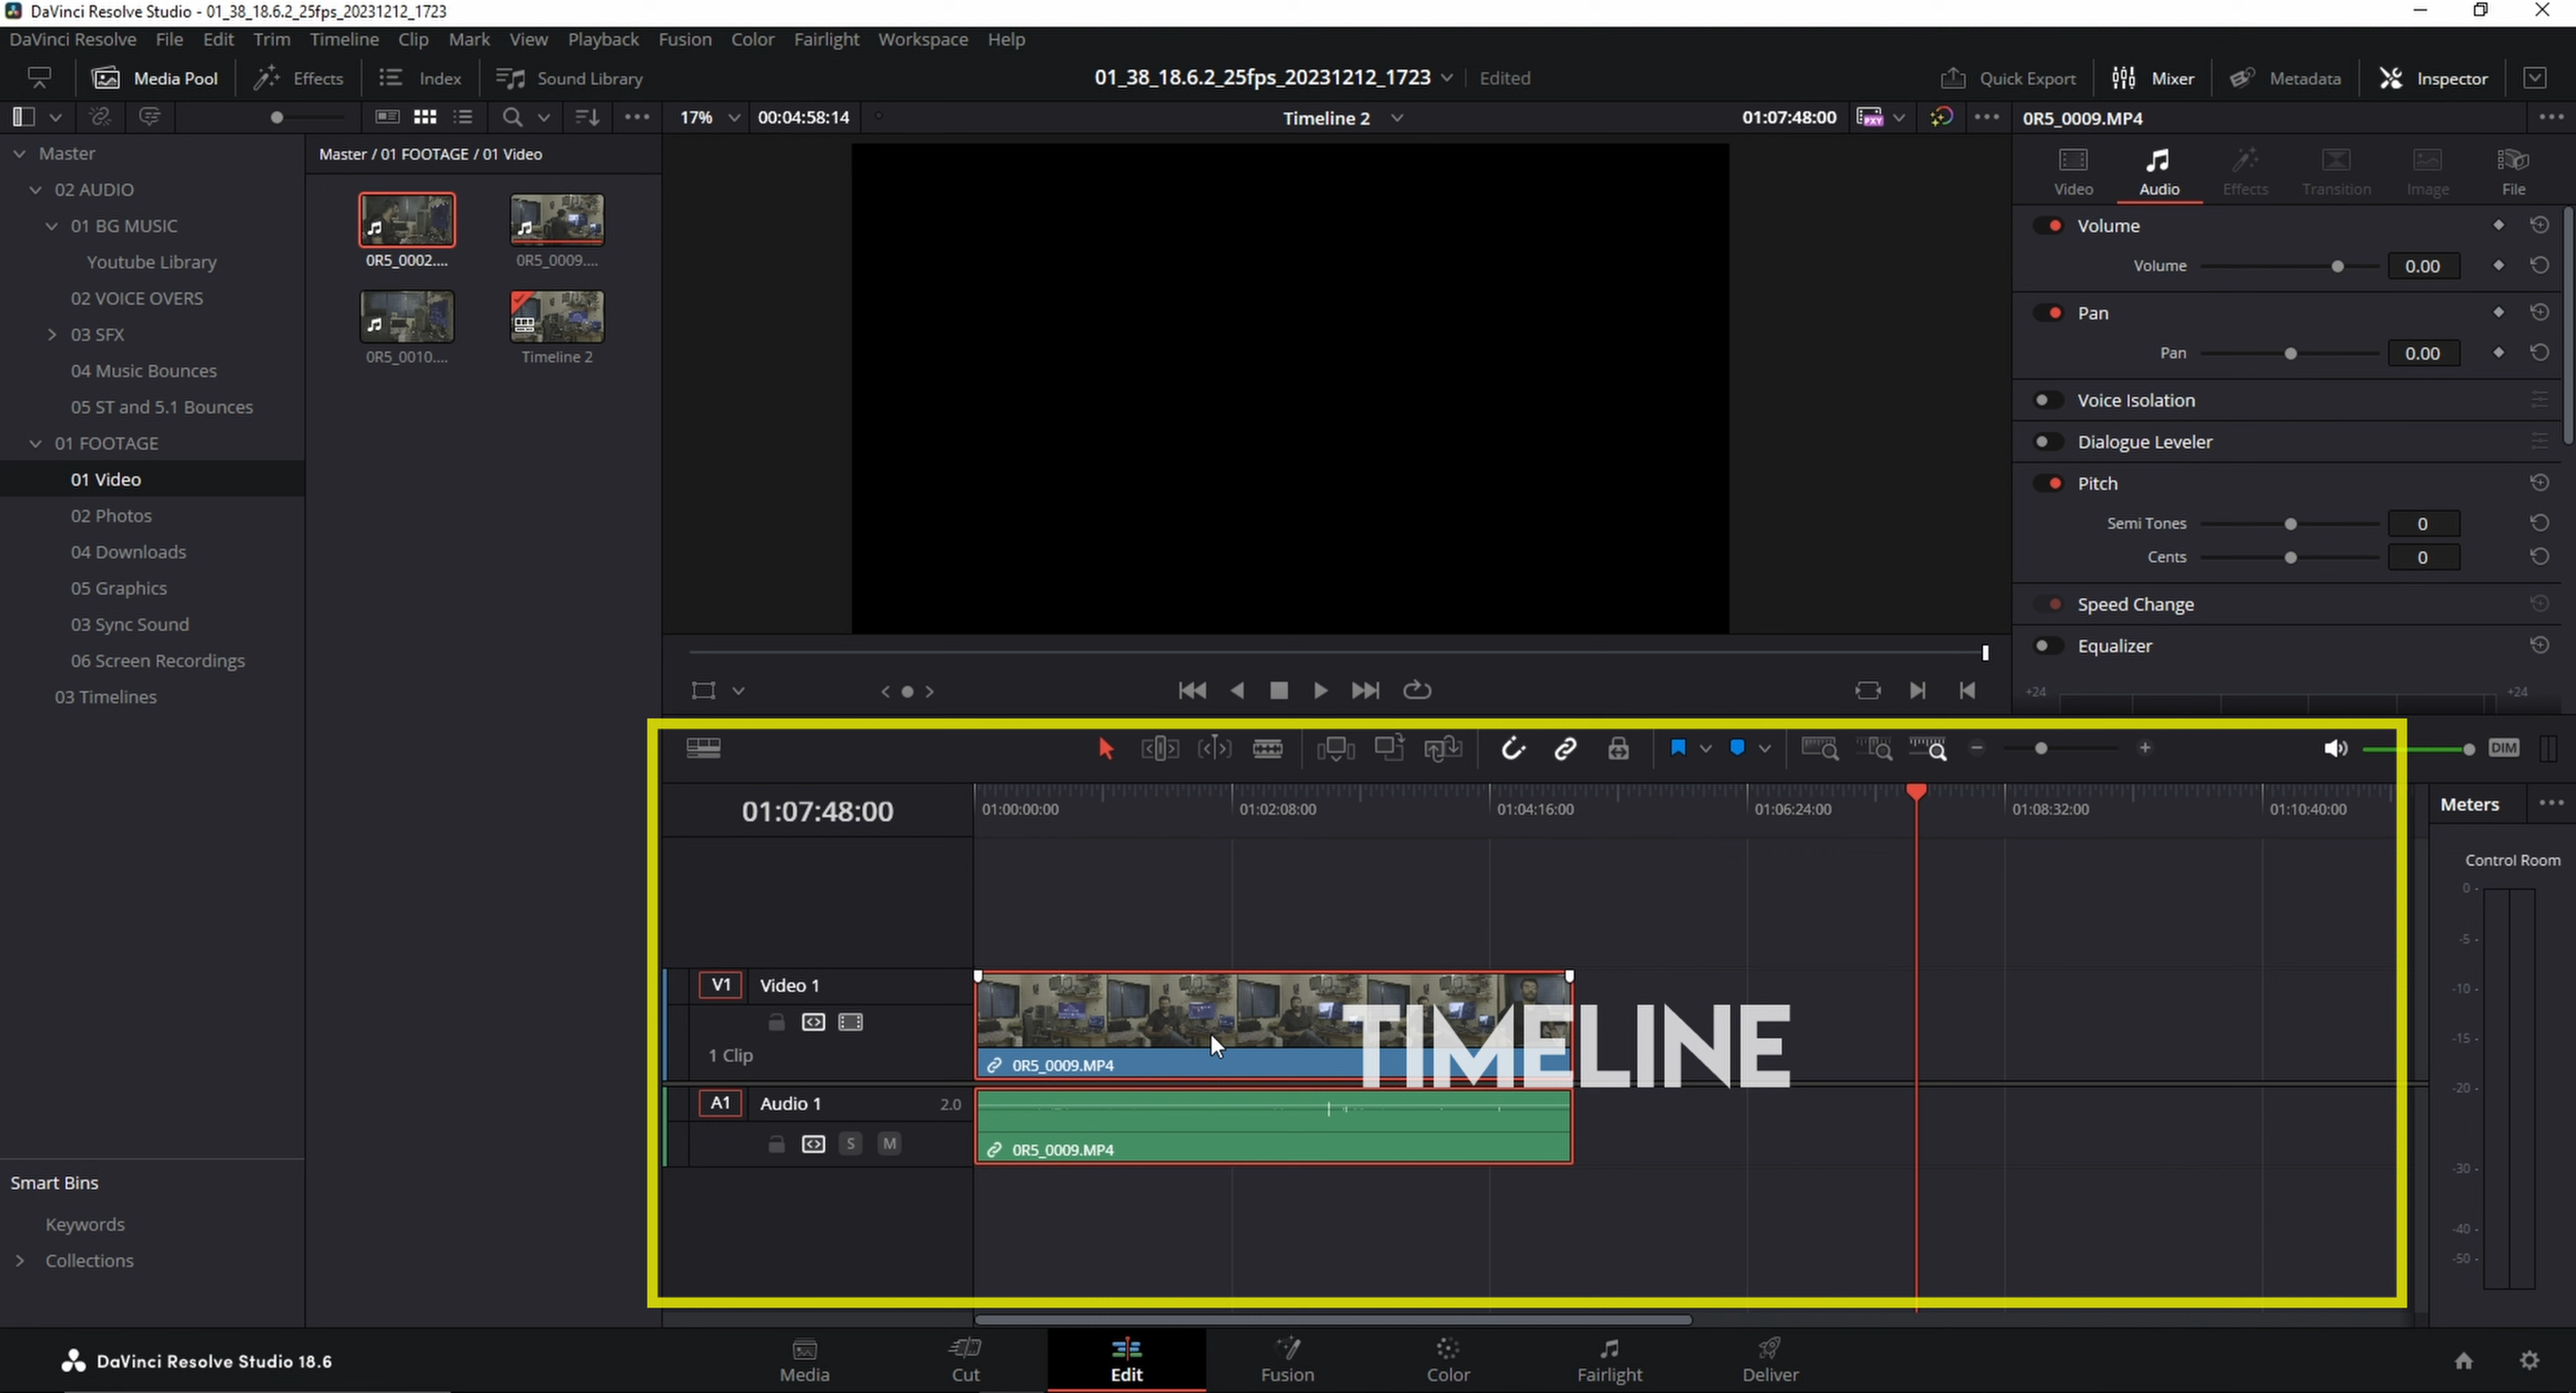 DaVinci Resolve Studio - 01_38_18.6.2_25fps_20231212_1723
DaVinci Resolve File Edit Trim Timeline Clip Mark View Playback Fusion Color Fairlight Workspace Help
Media Pool Effects Index Sound Library 01_38_18.6.2_25fps_20231212_1723 Edited Quick Export Mixer Metadata Inspector
17% 00:04:58:14 Timeline 2 01:07:48:00 PXY 0R5_0009.MP4
Master
02 AUDIO
01 BG MUSIC
Youtube Library
02 VOICE OVERS
03 SFX
04 Music Bounces
05 ST and 5.1 Bounces
01 FOOTAGE
01 Video
02 Photos
04 Downloads
05 Graphics
03 Sync Sound
06 Screen Recordings
03 Timelines
Smart Bins
Keywords
Collections
Master / 01 FOOTAGE / 01 Video
0R5_0002.... 0R5_0009....
0R5_0010.... Timeline 2
Video Audio Effects Transition Image File
Volume
Volume 0.00
Pan
Pan 0.00
Voice Isolation
Dialogue Leveler
Pitch
Semi Tones 0
Cents 0
Speed Change
Equalizer
+24 +24
DIM
01:07:48:00 01:00:00:00 01:02:08:00 01:04:16:00 01:06:24:00 01:08:32:00 01:10:40:00
V1 Video 1
1 Clip
0R5_0009.MP4
TIMELINE
A1 Audio 1 2.0
S M
0R5_0009.MP4
Meters
Control Room
0 -
-5 -
-10 -
-15 -
-20 -
-30 -
-40 -
-50 -
DaVinci Resolve Studio 18.6
Media Cut Edit Fusion Color Fairlight Deliver